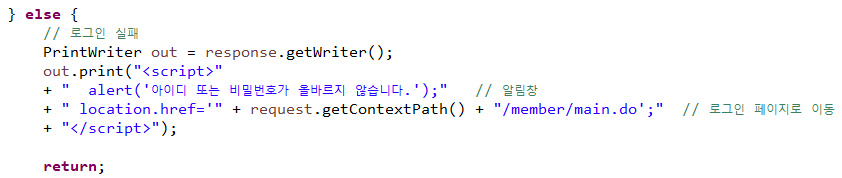 } else {
// 로그인 실패
PrintWriter out = response.getWriter();
out.print("<script>"
+ "  alert('아이디 또는 비밀번호가 올바르지 않습니다.');"   // 알림창
+ " location.href='" + request.getContextPath() + "/member/main.do';"  // 로그인 페이지로 이동
+ "</script>");
return;